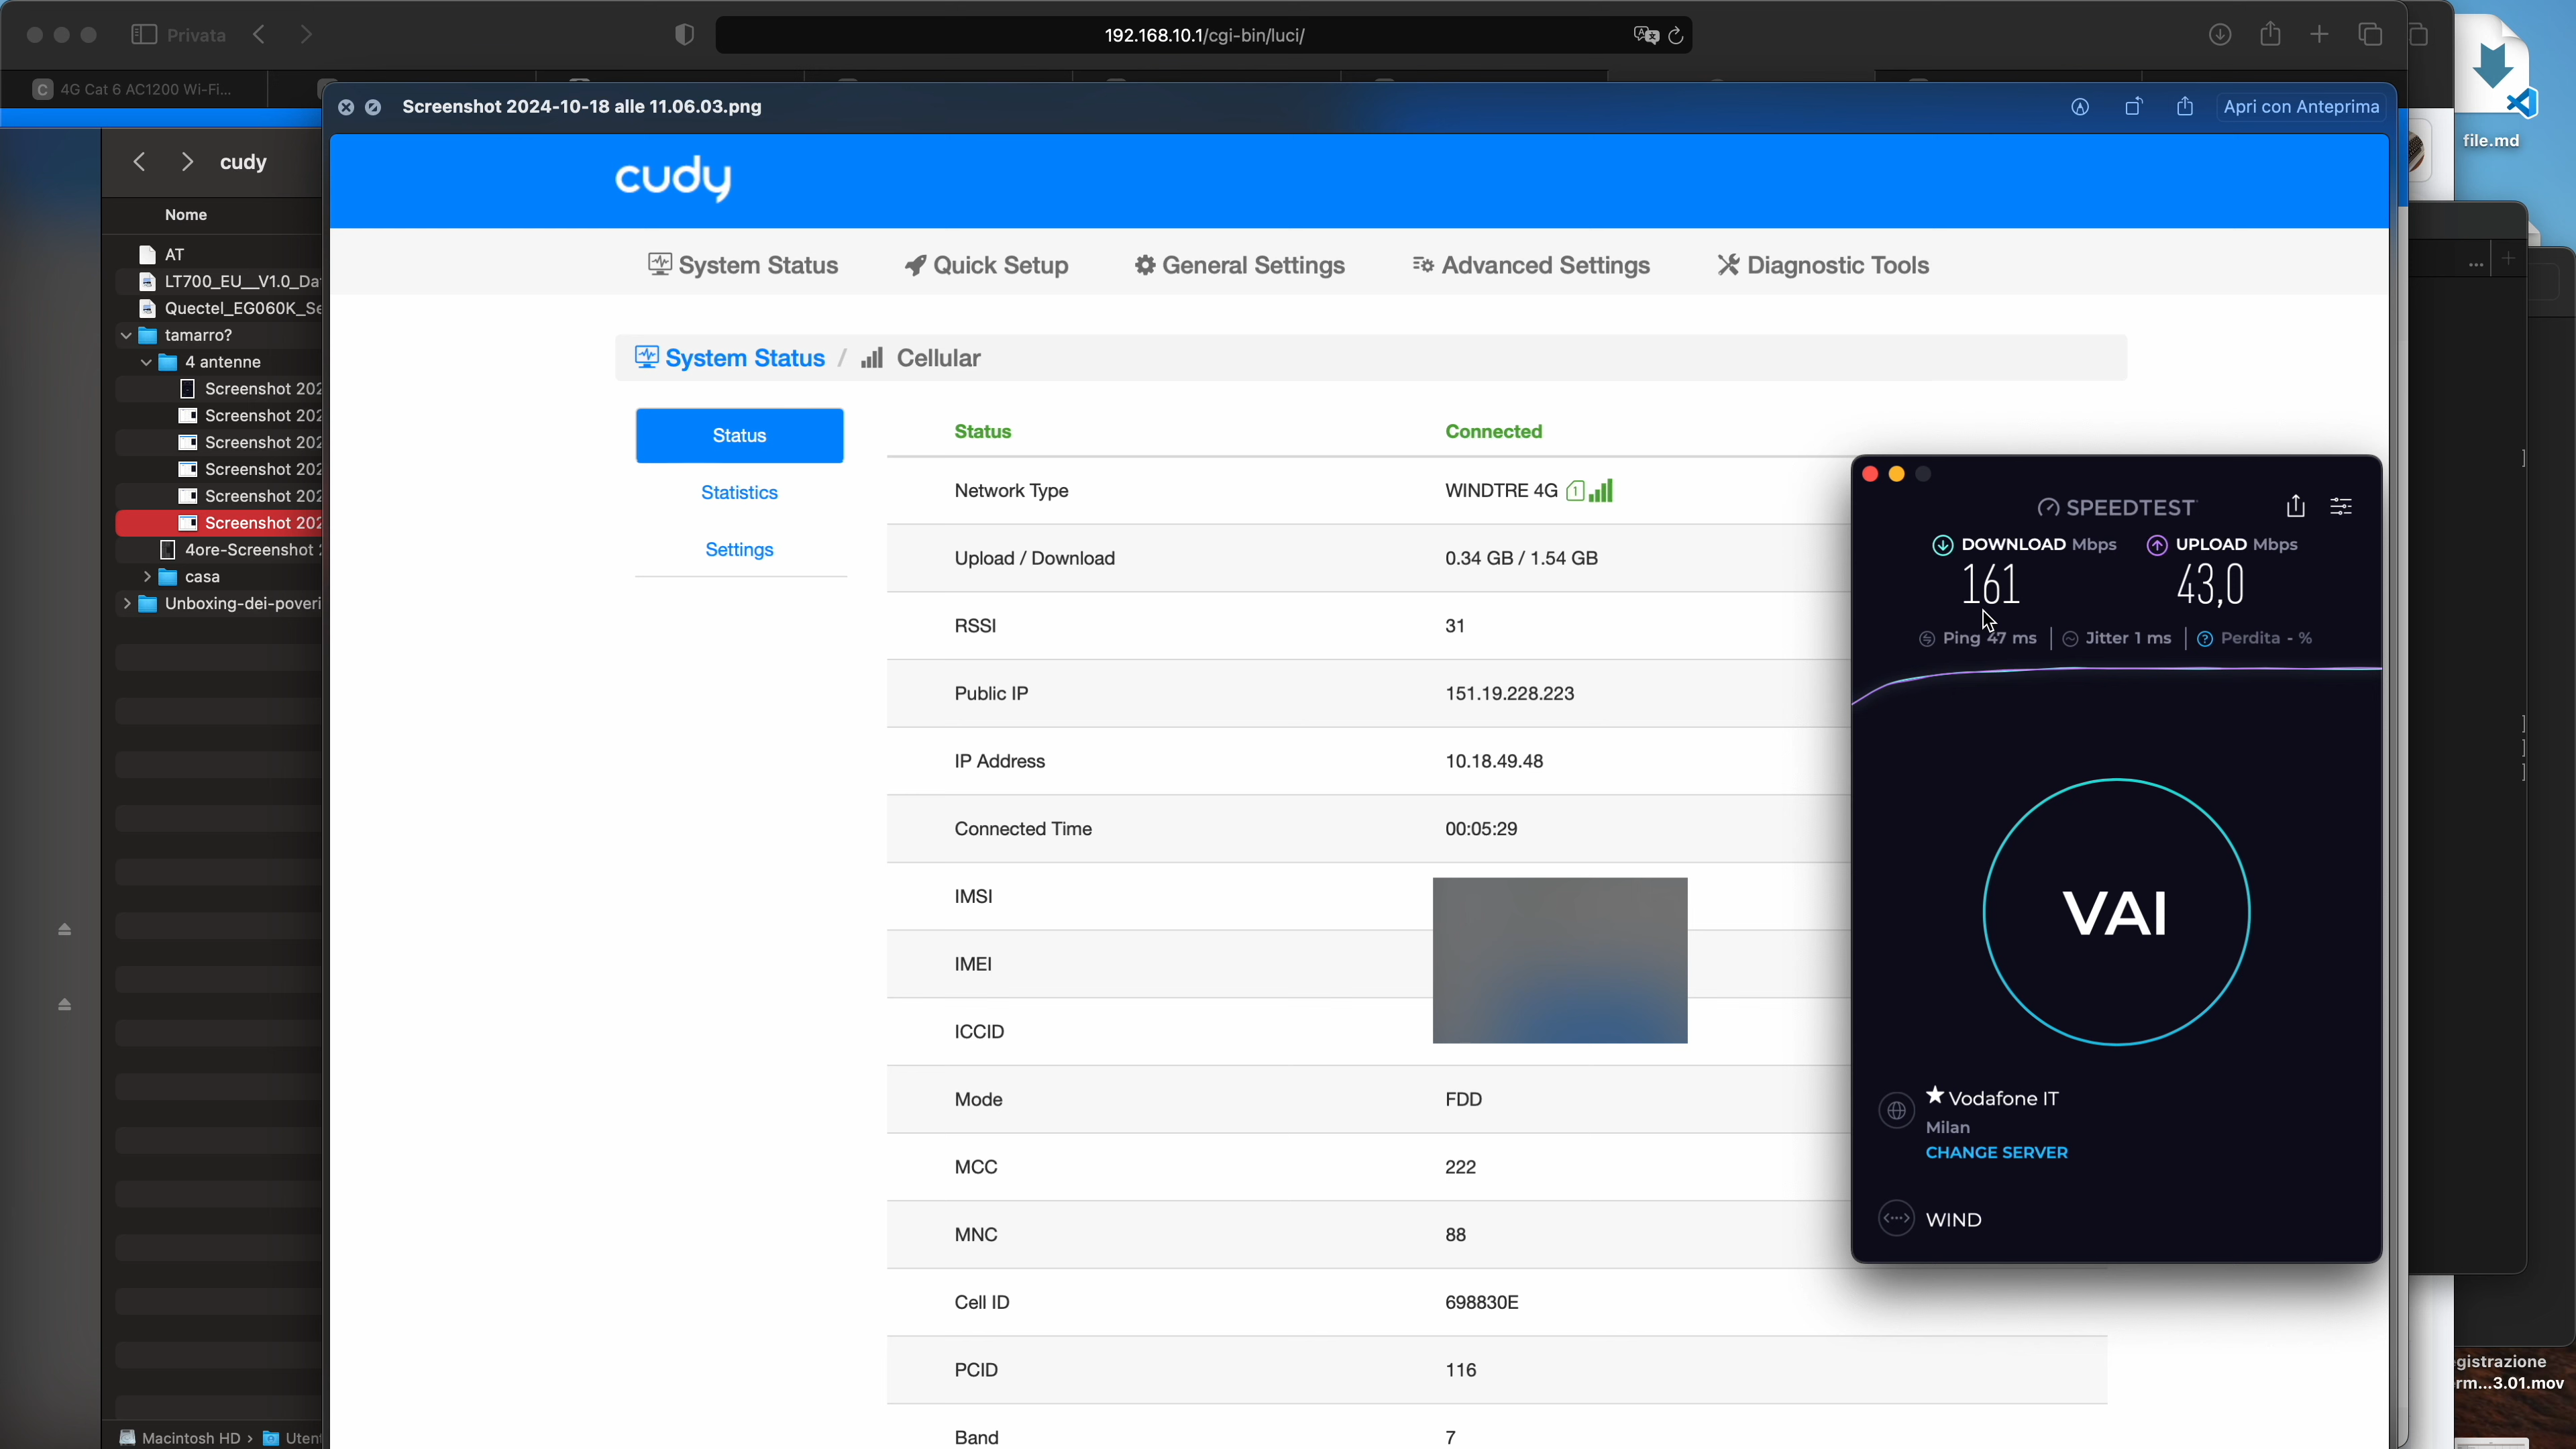 Privata
192.168.10.1/cgi-bin/luci/
C 4G Cat 6 AC1200 Wi-Fi...
Screenshot 2024-10-18 alle 11.06.03.png
Apri con Anteprima
file.md
cudy
Nome
AT
LT700_EU__V1.0_Da
Quectel_EG060K_Se
tamarro?
4 antenne
Screenshot 202
Screenshot 202
Screenshot 202
Screenshot 202
Screenshot 202
Screenshot 202
4ore-Screenshot
casa
Unboxing-dei-poveri
Macintosh HD › Utent
cudy
System Status
Quick Setup
General Settings
Advanced Settings
Diagnostic Tools
System Status / Cellular
Status
Statistics
Settings
Status Connected
Network Type WINDTRE 4G 1
Upload / Download 0.34 GB / 1.54 GB
RSSI 31
Public IP 151.19.228.223
IP Address 10.18.49.48
Connected Time 00:05:29
IMSI
IMEI
ICCID
Mode FDD
MCC 222
MNC 88
Cell ID 698830E
PCID 116
Band 7
SPEEDTEST
DOWNLOAD Mbps UPLOAD Mbps
161 43,0
Ping 47 ms Jitter 1 ms Perdita - %
VAI
Vodafone IT
Milan
CHANGE SERVER
WIND
egistrazione
rm...3.01.mov